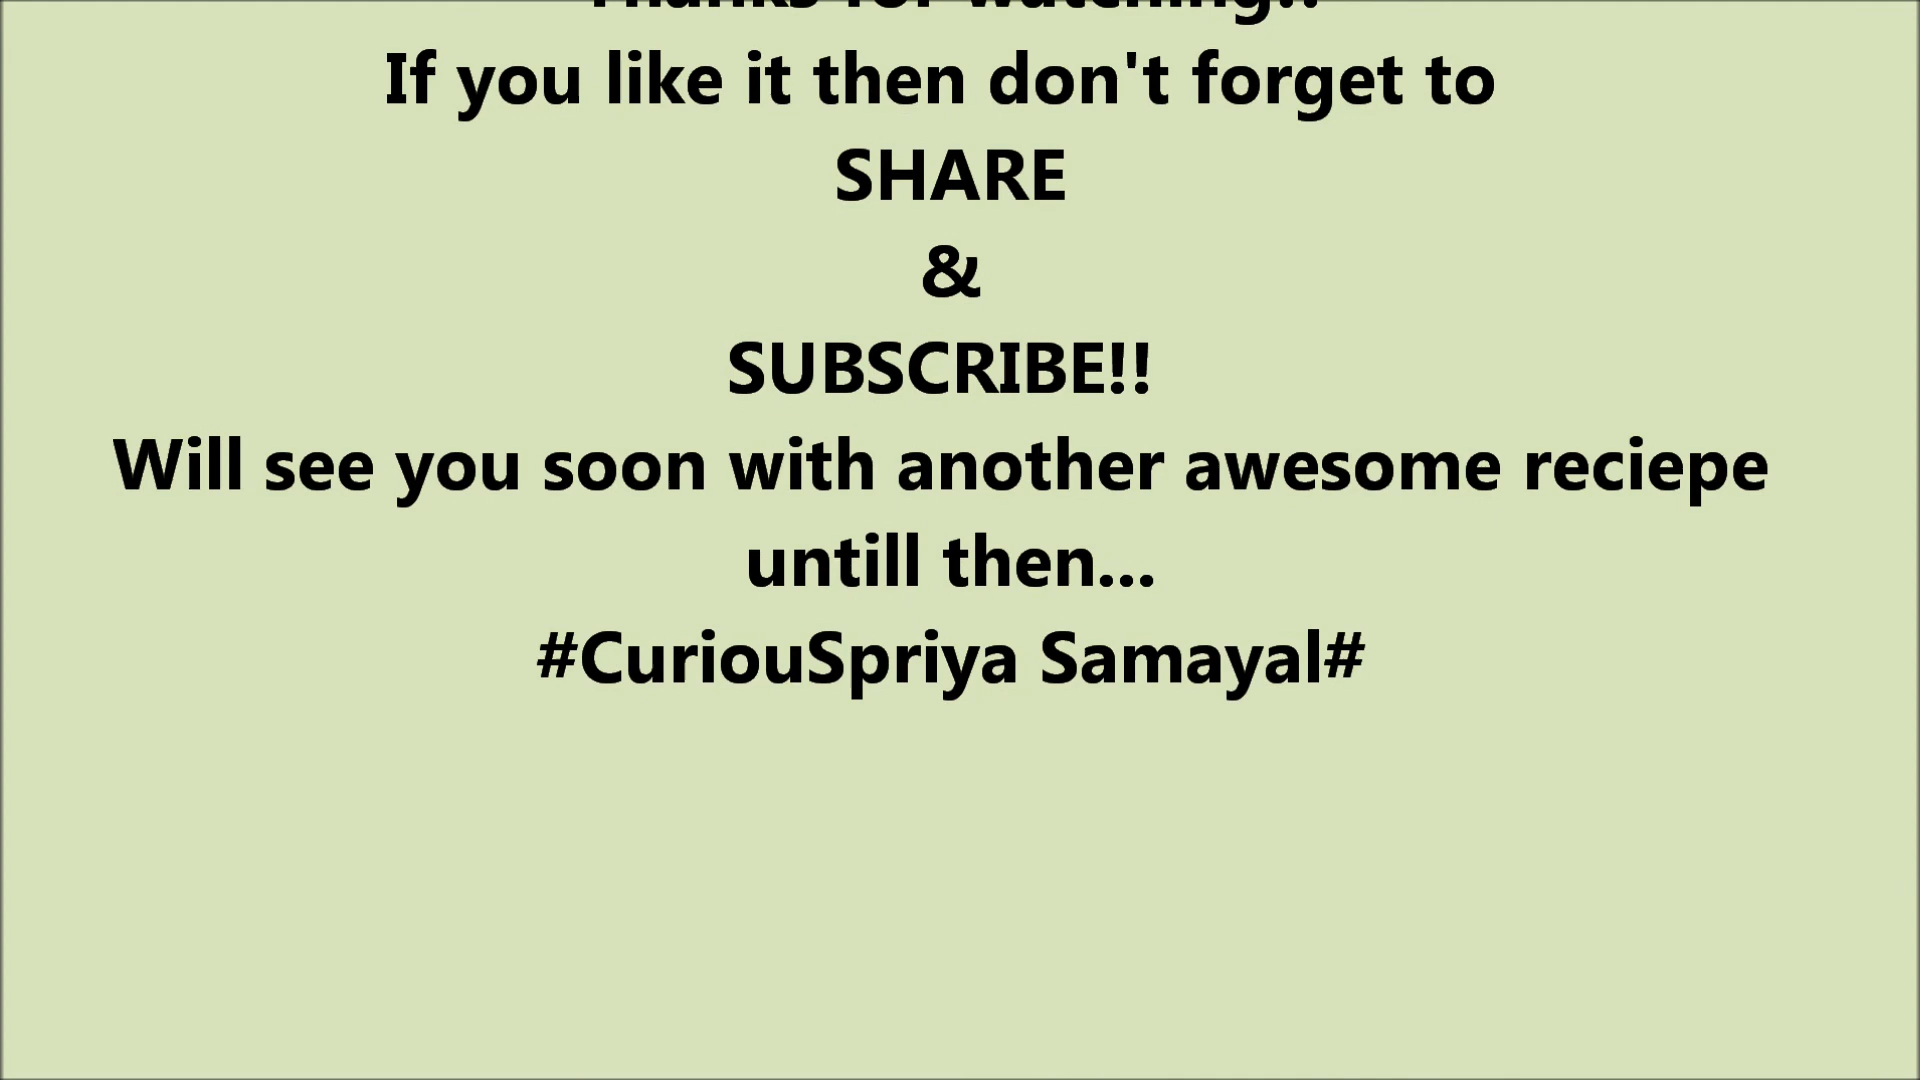 Thanks for watching!!
If you like it then don't forget to
SHARE
&
SUBSCRIBE!!
Will see you soon with another awesome reciepe
untill then...
#CuriouSpriya Samayal#